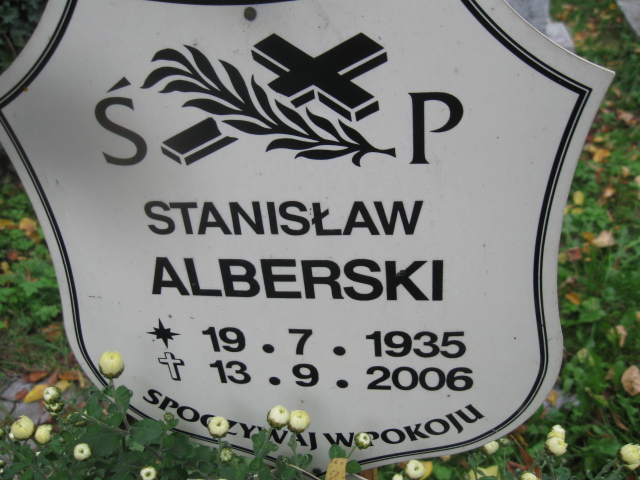 Ś P
STANISŁAW
ALBERSKI
19. 7. 1935
13. 9. 2006
SPOCZYWAJ W POKOJU